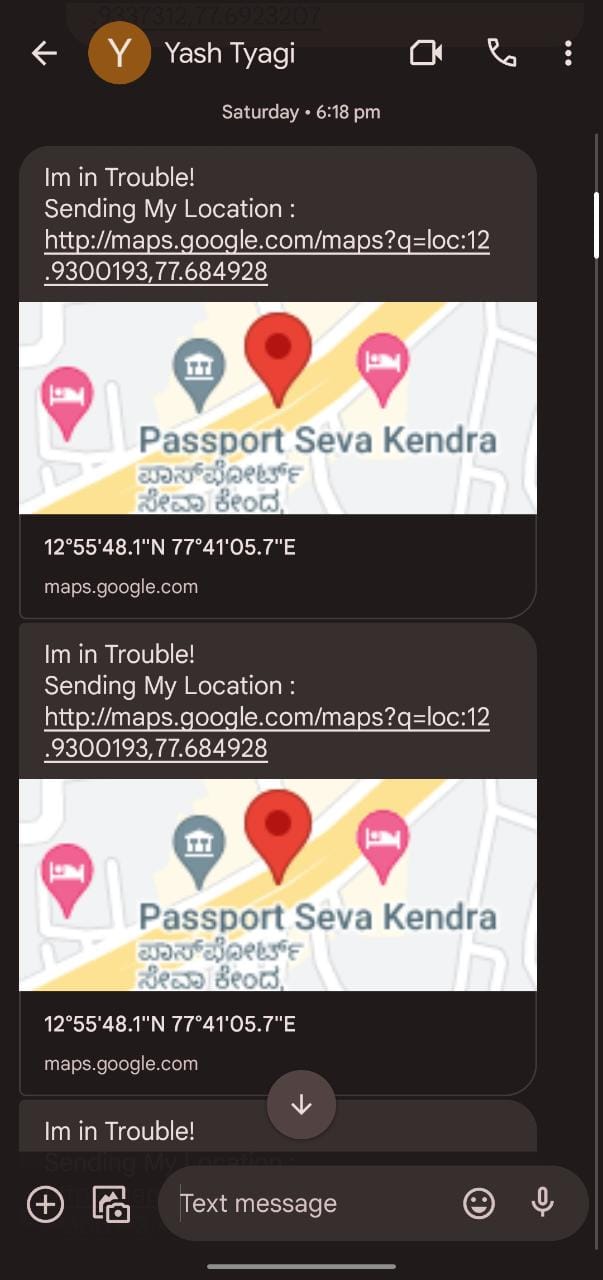 .9337312,77.6923207
Y
Yash Tyagi
Saturday • 6:18 pm
Im in Trouble!
Sending My Location :
http://maps.google.com/maps?q=loc:12
.9300193,77.684928
Passport Seva Kendra
ಪಾಸ್‌ಪೋರ್ಟ್
ಸೇವಾ ಕೇಂದ್ರ
12°55'48.1"N 77°41'05.7"E
maps.google.com
Im in Trouble!
Sending My Location :
http://maps.google.com/maps?q=loc:12
.9300193,77.684928
Passport Seva Kendra
ಪಾಸ್‌ಪೋರ್ಟ್
ಸೇವಾ ಕೇಂದ್ರ
12°55'48.1"N 77°41'05.7"E
maps.google.com
Im in Trouble!
Sending My Location :
Text message